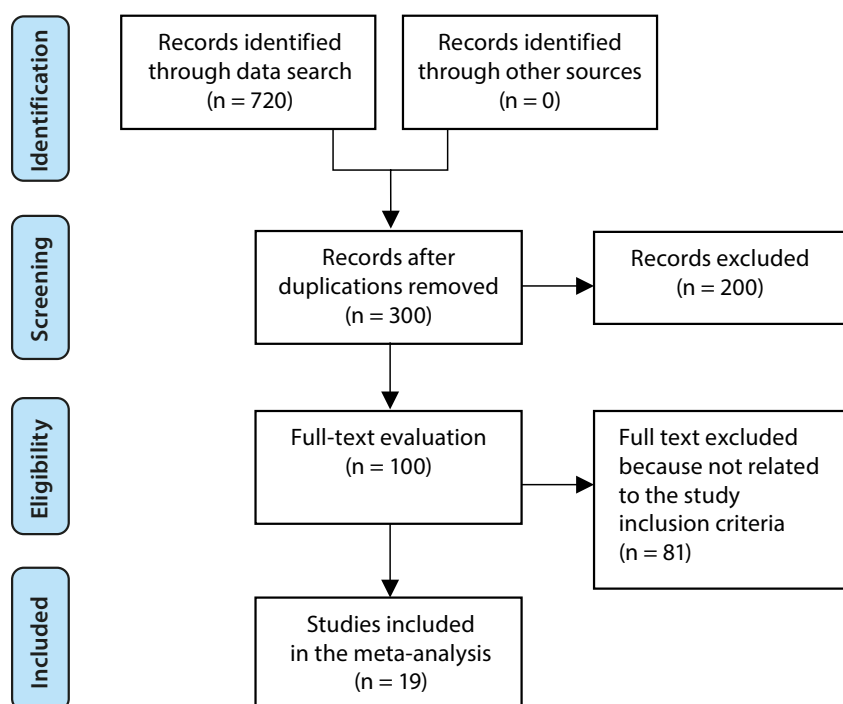 Identification
Records identified
through data search
(n = 720)
Records identified
through other sources
(n = 0)
Screening
Records after
duplications removed
(n = 300)
Records excluded
(n = 200)
Eligibility
Full-text evaluation
(n = 100)
Full text excluded
because not related
to the study
inclusion criteria
(n = 81)
Included
Studies included
in the meta-analysis
(n = 19)